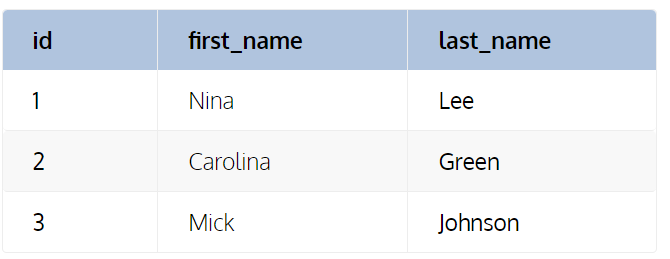 id first_name last_name
1 Nina Lee
2 Carolina Green
3 Mick Johnson